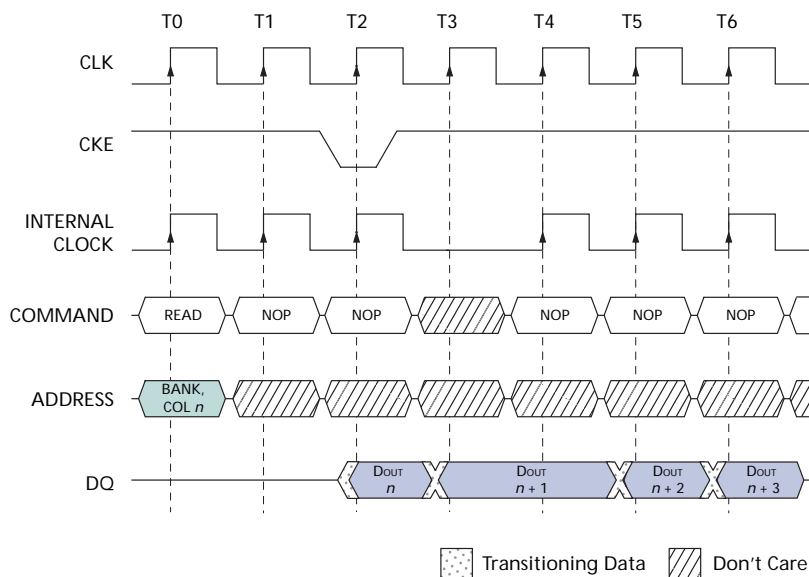 T0 T1 T2 T3 T4 T5 T6
CLK
CKE
INTERNAL
CLOCK
COMMAND READ NOP NOP NOP NOP NOP
ADDRESS BANK,
COL n
DQ DOUT DOUT DOUT DOUT
n n + 1 n + 2 n + 3
Transitioning Data Don't Care